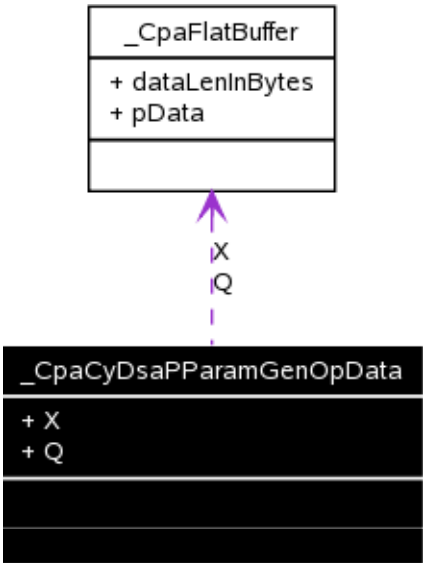 _CpaFlatBuffer
+ dataLenInBytes
+ pData
X
Q
_CpaCyDsaPParamGenOpData
+ X
+ Q